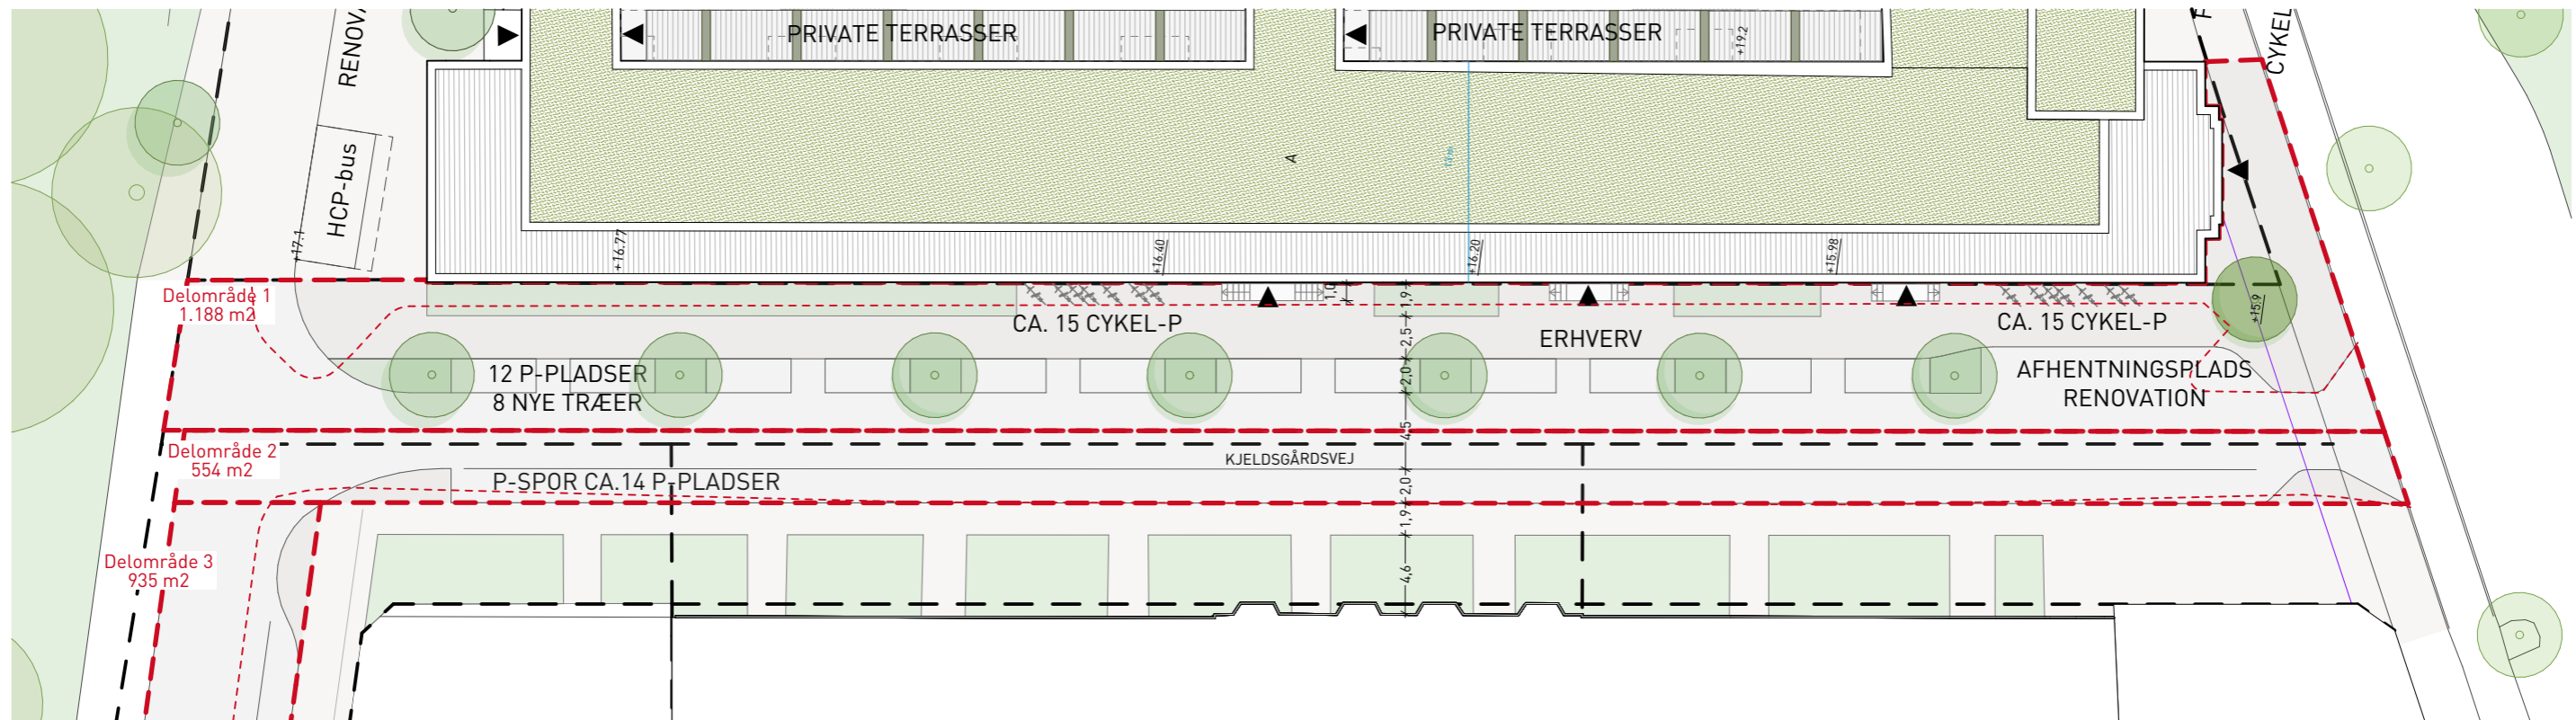 RENOVA
PRIVATE TERRASSER
PRIVATE TERRASSER
+19.2
CYKEL
HCP-bus
A
+17.1
+16.77
+16.40
+16.20
+15.98
Delområde 1
1.188 m2
1,0
1,9
CA. 15 CYKEL-P
2,5
ERHVERV
CA. 15 CYKEL-P
+15.9
12 P-PLADSER
8 NYE TRÆER
2,0
AFHENTNINGSPLADS
RENOVATION
4,5
Delområde 2
554 m2
KJELDSGÅRDSVEJ
P-SPOR CA.14 P-PLADSER
2,0
1,9
Delområde 3
935 m2
4,6